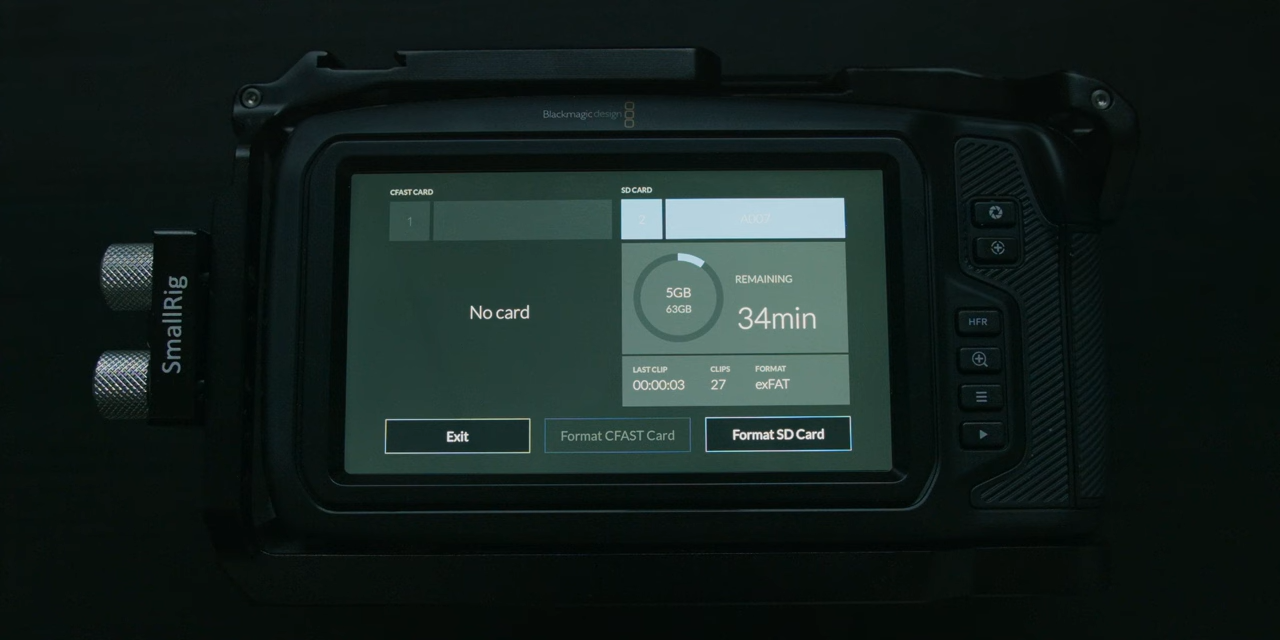 Blackmagicdesign
CFAST CARD
1
No card
SD CARD
2
A007
5GB
63GB
REMAINING
34min
LAST CLIP
00:00:03
CLIPS
27
FORMAT
exFAT
Exit
Format CFAST Card
Format SD Card
HFR
SmallRig